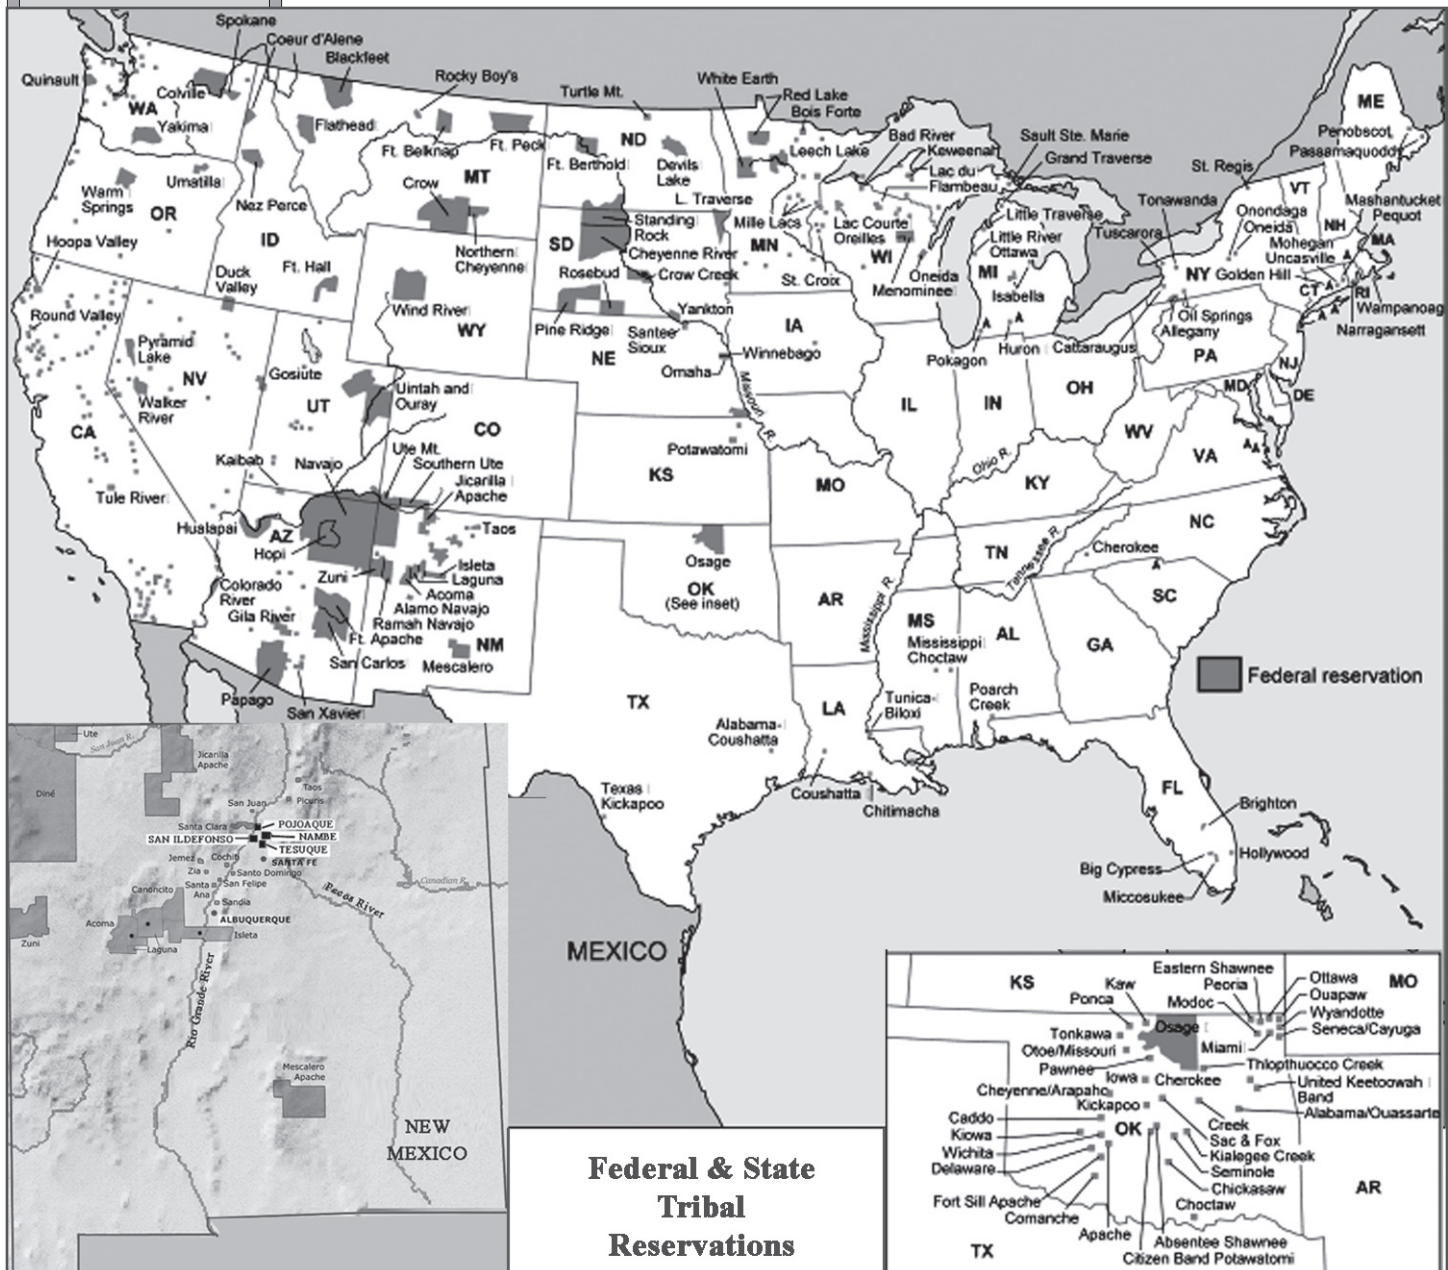 Spokane
Coeur d'Alene
Blackfeet
Quinault
Colville
WA
Yakima
Flathead
Rocky Boy's
Ft. Belknap
Ft. Peck
Turtle Mt.
ND
Ft. Berthold
Devils
Lake
L. Traverse
White Earth
Red Lake
Bois Forte
Leech Lake
Bad River
Keweenah
Lac du
Flambeau
Sault Ste. Marie
Grand Traverse
ME
Penobscot
Passamaquoddy
St. Regis
VT
Tonawanda
Tuscarora
Onondaga
Oneida
NH
Mashantucket
Pequot
Mohegan
Uncasville
MA
NY
Golden Hill
CT
RI
Wampanoag
Narragansett
Warm
Springs
Umatilla
OR
Nez Perce
ID
Hoopa Valley
Duck
Valley
Ft. Hall
Crow
MT
Northern
Cheyenne
Wind River
WY
Standing
Rock
SD
Cheyenne River
Rosebud
Crow Creek
Pine Ridge
Yankton
Santee
Sioux
NE
Mille Lacs
MN
St. Croix
Lac Courte
Oreilles
WI
Menominee
Oneida
Little Traverse
Little River
Ottawa
MI
Isabella
Pokagon
Huron
Cattaraugus
Oil Springs
Allegany
PA
NJ
MD
DE
Round Valley
Pyramid
Lake
NV
Walker
River
CA
Tule River
Gosiute
UT
Uintah and
Ouray
CO
Kaibab
Navajo
Ute Mt.
Southern Ute
Jicarilla
Apache
Hualapai
AZ
Hopi
Taos
Zuni
Isleta
Laguna
Acoma
Alamo Navajo
Ramah Navajo
Colorado
River
Gila River
Ft. Apache
San Carlos
NM
Mescalero
Papago
San Xavier
IA
Winnebago
Omaha
Missouri R.
Potawatomi
KS
MO
IL
IN
OH
Ohio R.
WV
VA
KY
NC
TN
Tennessee R.
Cherokee
SC
Osage
OK
(See inset)
AR
Mississippi R.
MS
Mississippi
Choctaw
AL
GA
TX
Alabama-
Coushatta
LA
Tunica-
Biloxi
Poarch
Creek
Texas
Kickapoo
Coushatta
Chitimacha
FL
Brighton
Hollywood
Big Cypress
Miccosukee
Federal reservation
MEXICO
Ute
San Juan R.
Jicarilla
Apache
Diné
Taos
Picuris
San Juan
Santa Clara
POJOAQUE
SAN ILDEFONSO
NAMBE
TESUQUE
Jemez
Cochiti
SANTA FE
Zia
Santo Domingo
Santa
Ana
San Felipe
Canadian R.
Pecos River
Canoncito
Sandia
ALBUQUERQUE
Acoma
Isleta
Zuni
Laguna
Rio Grande River
Mescalero
Apache
NEW
MEXICO
Federal & State
Tribal
Reservations
KS
MO
Eastern Shawnee
Peoria
Modoc
Kaw
Ponca
Ottawa
Ouapaw
Wyandotte
Seneca/Cayuga
Tonkawa
Osage
Otoe/Missouri
Miami
Pawnee
Thlopthuocco Creek
Iowa
Cherokee
United Keetoowah
Band
Cheyenne/Arapaho
Kickapoo
Alabama/Ouassarte
Caddo
OK
Creek
Kiowa
Sac & Fox
Wichita
Kialegee Creek
Delaware
Seminole
Fort Sill Apache
Chickasaw
Comanche
Choctaw
AR
Apache
TX
Absentee Shawnee
Citizen Band Potawatomi